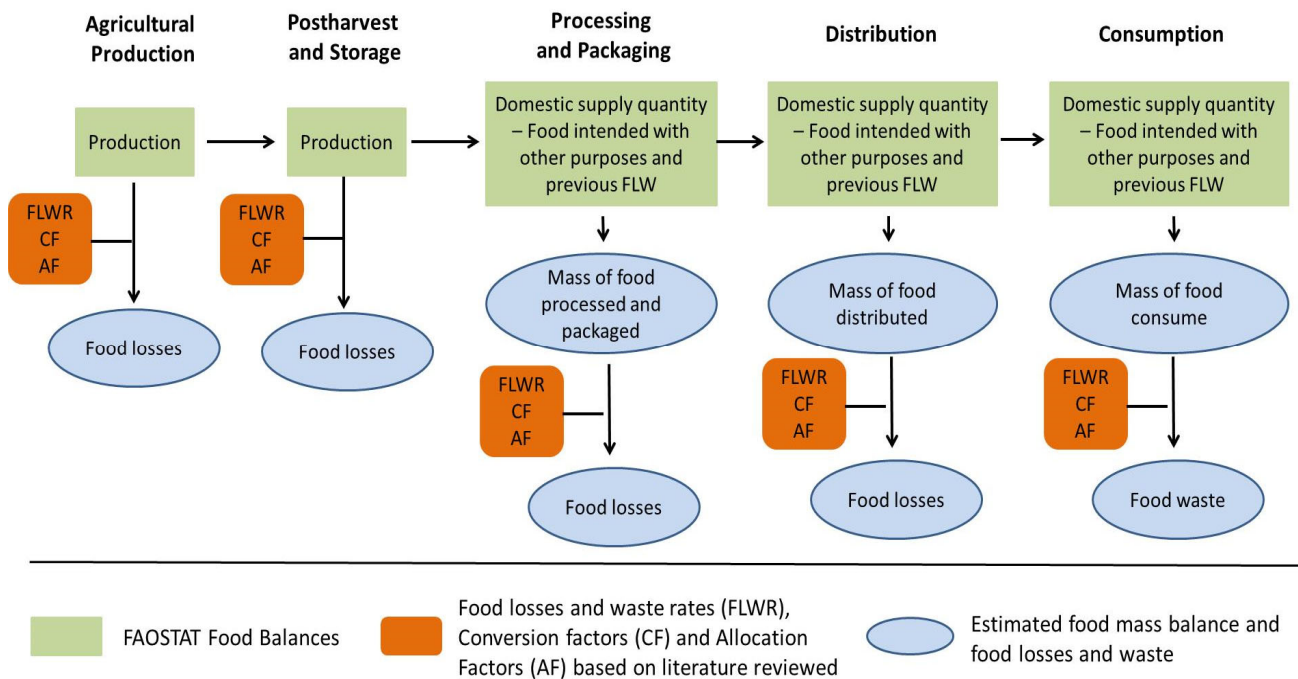 Agricultural
Production
Postharvest
and Storage
Processing
and Packaging
Distribution
Consumption
Production
Production
Domestic supply quantity
– Food intended with
other purposes and
previous FLW
Domestic supply quantity
– Food intended with
other purposes and
previous FLW
Domestic supply quantity
– Food intended with
other purposes and
previous FLW
FLWR
CF
AF
FLWR
CF
AF
Mass of food
processed and
packaged
Mass of food
distributed
Mass of food
consume
Food losses
Food losses
FLWR
CF
AF
FLWR
CF
AF
FLWR
CF
AF
Food losses
Food losses
Food waste
FAOSTAT Food Balances
Food losses and waste rates (FLWR),
Conversion factors (CF) and Allocation
Factors (AF) based on literature reviewed
Estimated food mass balance and
food losses and waste